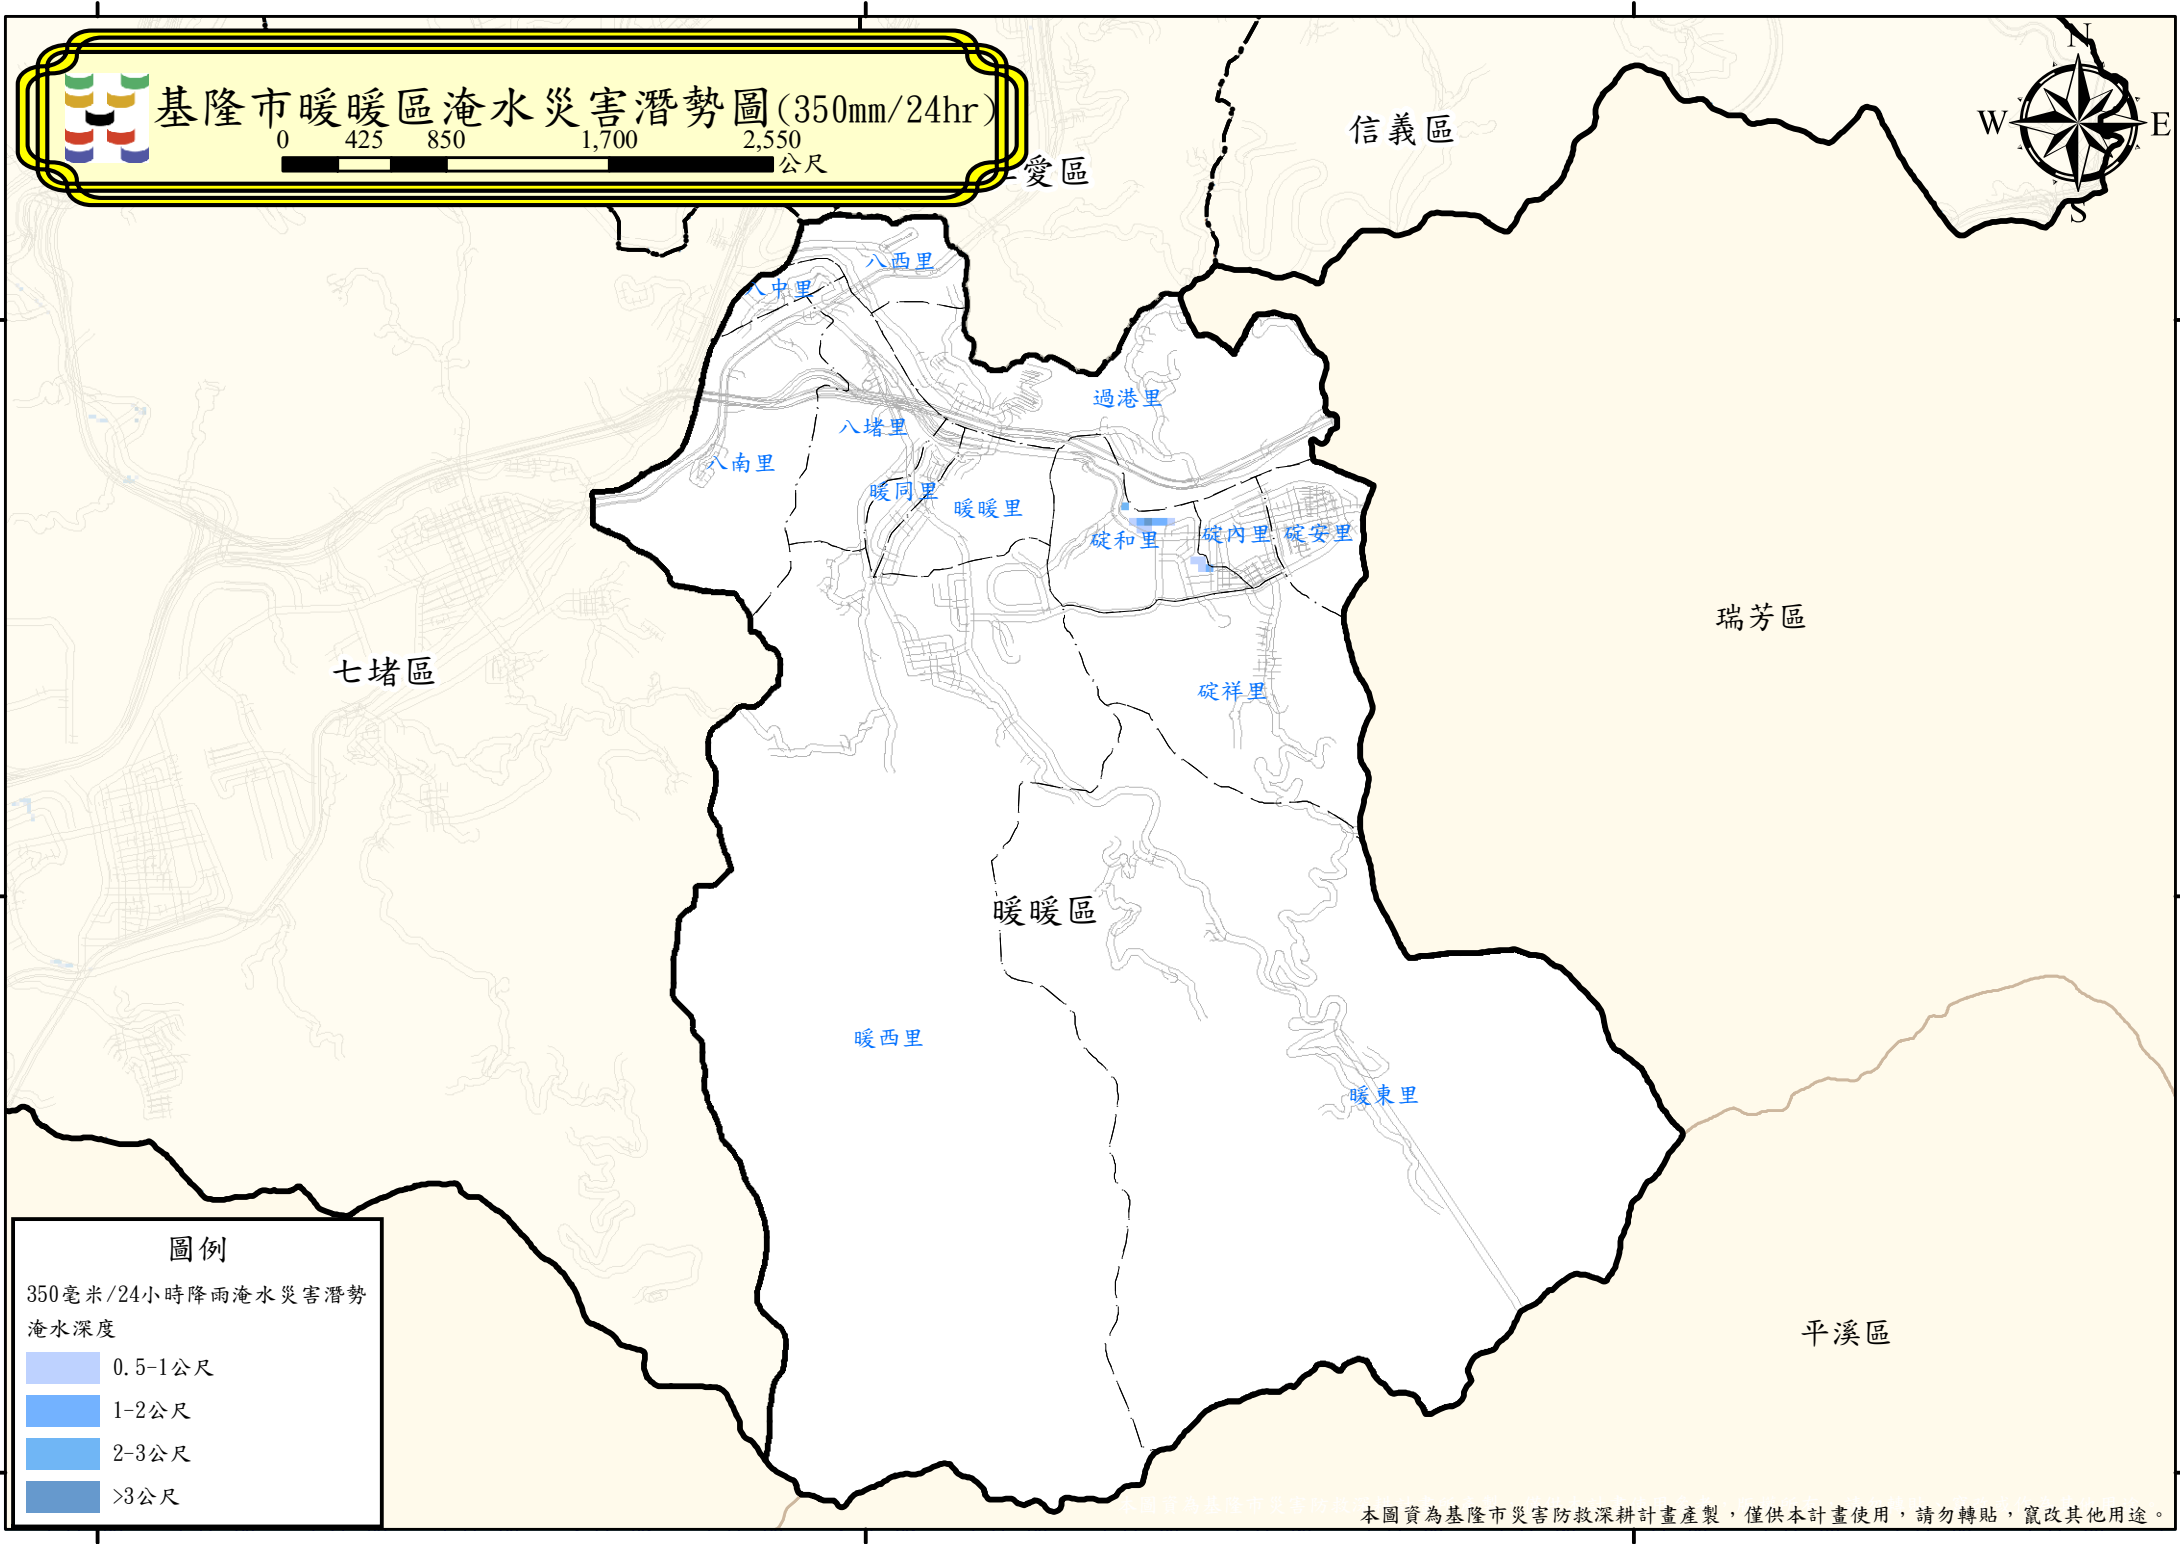 基隆市暖暖區淹水災害潛勢圖(350mm/24hr)
0 425 850 1,700 2,550
公尺
N
W
E
S
信義區
愛區
八西里
八中里
過港里
八堵里
八南里
暖同里
暖暖里
碇和里
碇內里
碇安里
瑞芳區
七堵區
碇祥里
暖暖區
暖西里
暖東里
平溪區
圖例
350毫米/24小時降雨淹水災害潛勢
淹水深度
0.5-1公尺
1-2公尺
2-3公尺
>3公尺
本圖資為基隆市災害防救深耕計畫產製，僅供本計畫使用，請勿轉貼，竄改其他用途。